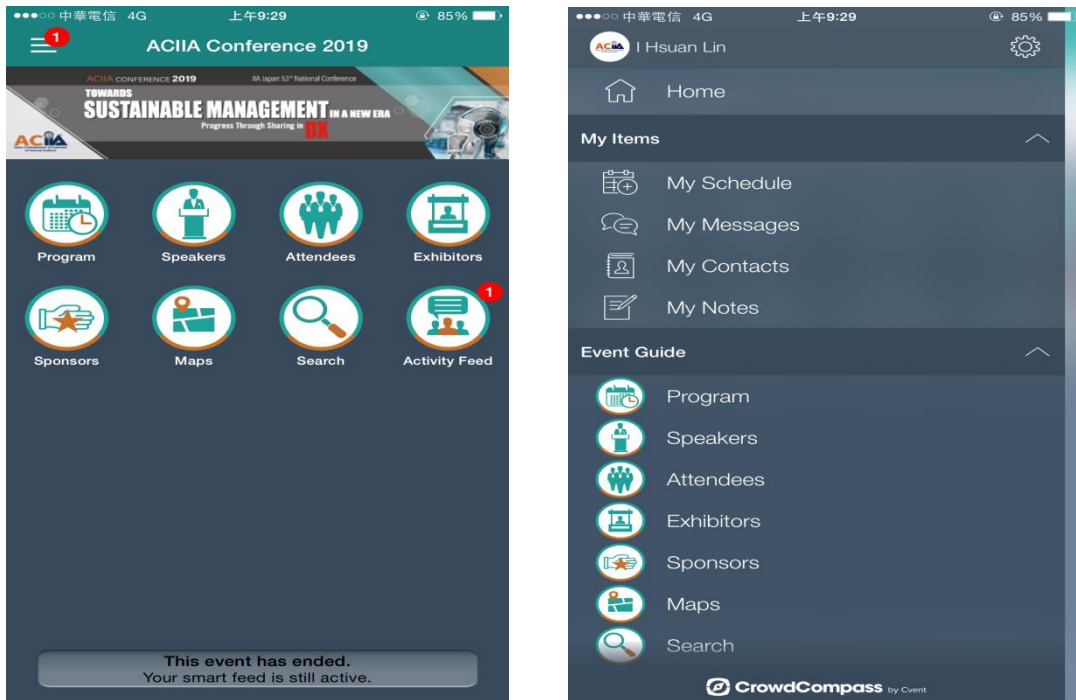 ●●●○○ 中華電信 4G 上午9:29 85%
1
ACIIA Conference 2019
ACIIA CONFERENCE 2019 IIA Japan 53rd National Conference
TOWARDS
SUSTAINABLE MANAGEMENT IN A NEW ERA
Progress Through Sharing in DX
ACIIA
Program Speakers Attendees Exhibitors
1
Sponsors Maps Search Activity Feed
This event has ended.
Your smart feed is still active.
●●●○○ 中華電信 4G 上午9:29 85%
ACIIA I Hsuan Lin
Home
My Items
My Schedule
My Messages
My Contacts
My Notes
Event Guide
Program
Speakers
Attendees
Exhibitors
Sponsors
Maps
Search
CrowdCompass by Cvent